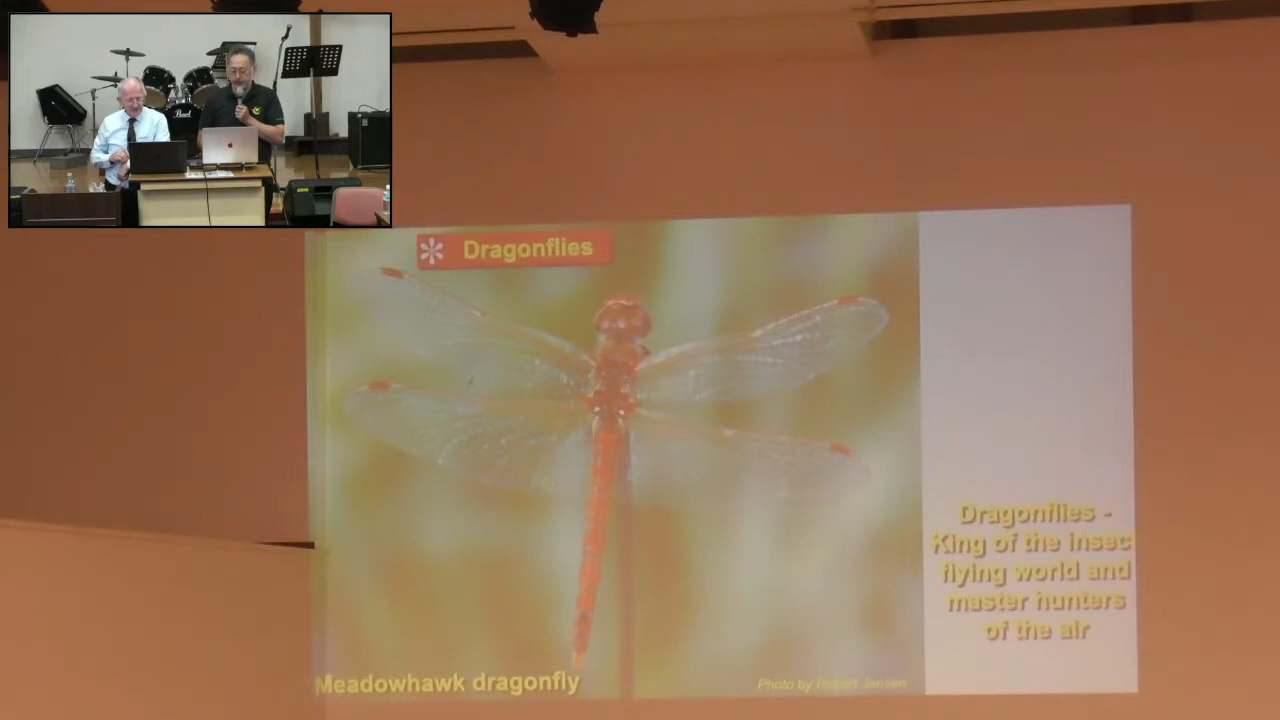 Pearl
Dragonflies
Dragonflies -
King of the insec
flying world and
master hunters
of the air
Meadowhawk dragonfly
Photo by Robert Jensen